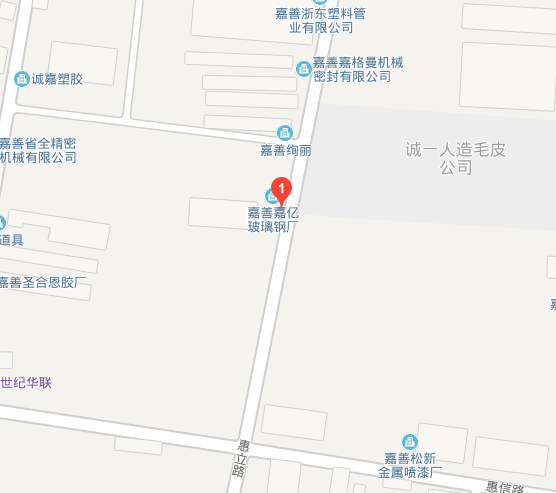 嘉善浙东塑料管
业有限公司
嘉善嘉格曼机械
密封有限公司
诚嘉塑胶
嘉善省全精密
机械有限公司
嘉善绚丽
诚一人造毛皮
公司
1
嘉善嘉亿
玻璃钢厂
道具
嘉善圣合恩胶厂
世纪华联
惠立路
嘉善松新
金属喷漆厂
惠信路